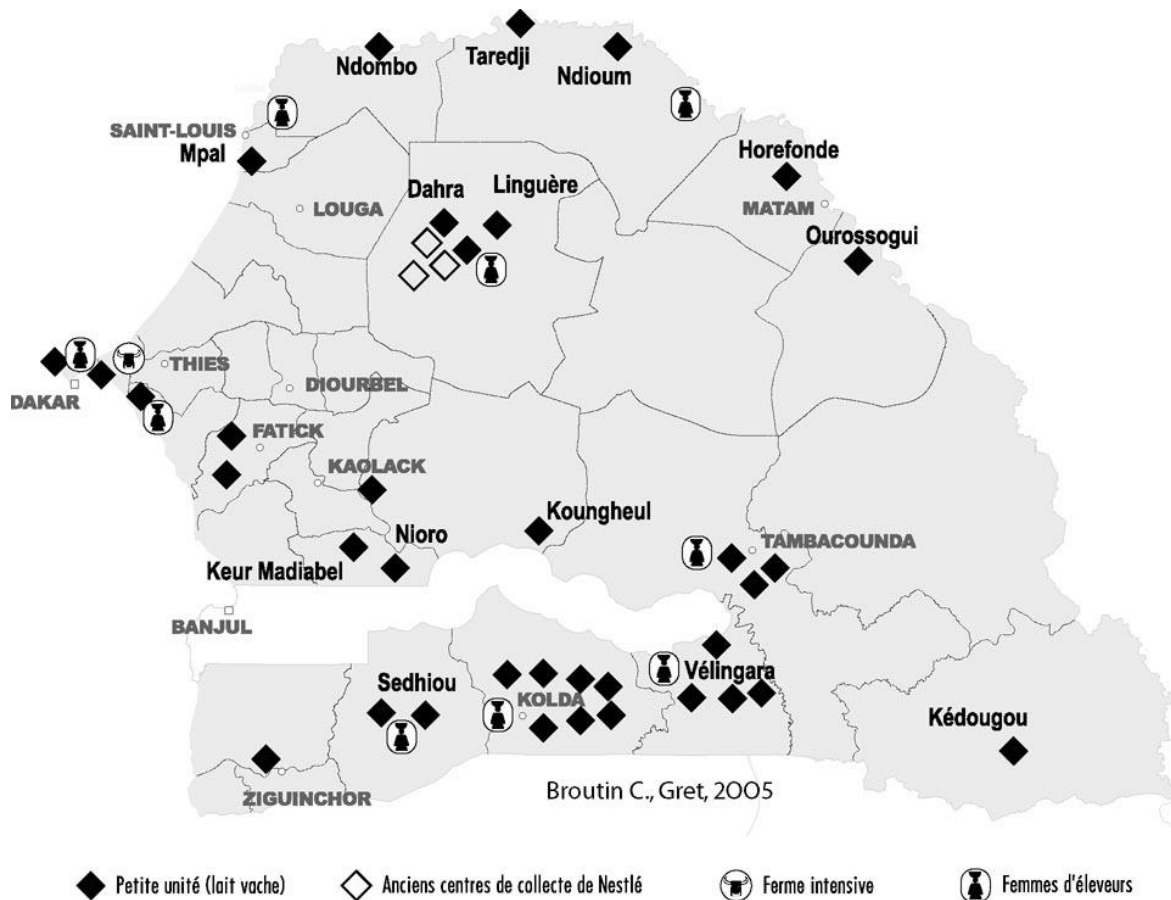 Taredji
Ndombo
Ndioum
SAINT-LOUIS
Mpal
Horefonde
Dahra
Linguère
LOUGA
MATAM
Ourossogui
THIES
DIOURBEL
DAKAR
FATICK
KAOLACK
Koungheul
Nioro
TAMBACOUNDA
Keur Madiabel
BANJUL
Vélingara
Sedhiou
KOLDA
Kédougou
ZIGUINCHOR
Broutin C., Gret, 2005
Petite unité (lait vache)
Anciens centres de collecte de Nestlé
Ferme intensive
Femmes d'éleveurs